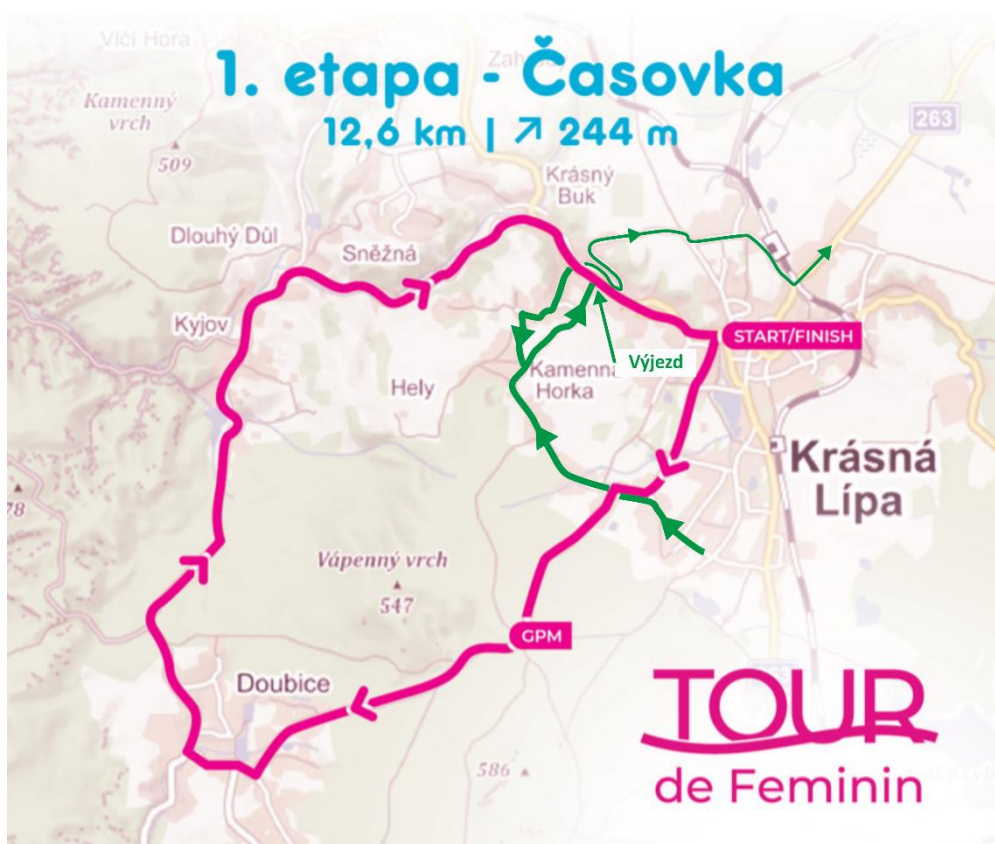 Vlčí Hora
1. etapa - Časovka
12,6 km | ↗ 244 m
Kamenný
vrch
509
263
Krásný
Buk
Dlouhý Důl
Sněžná
Kyjov
START/FINISH
Výjezd
Kamenná
Horka
Hely
Krásná
Lípa
78
Vápenný vrch
547
GPM
Doubice
586
TOUR
de Feminin